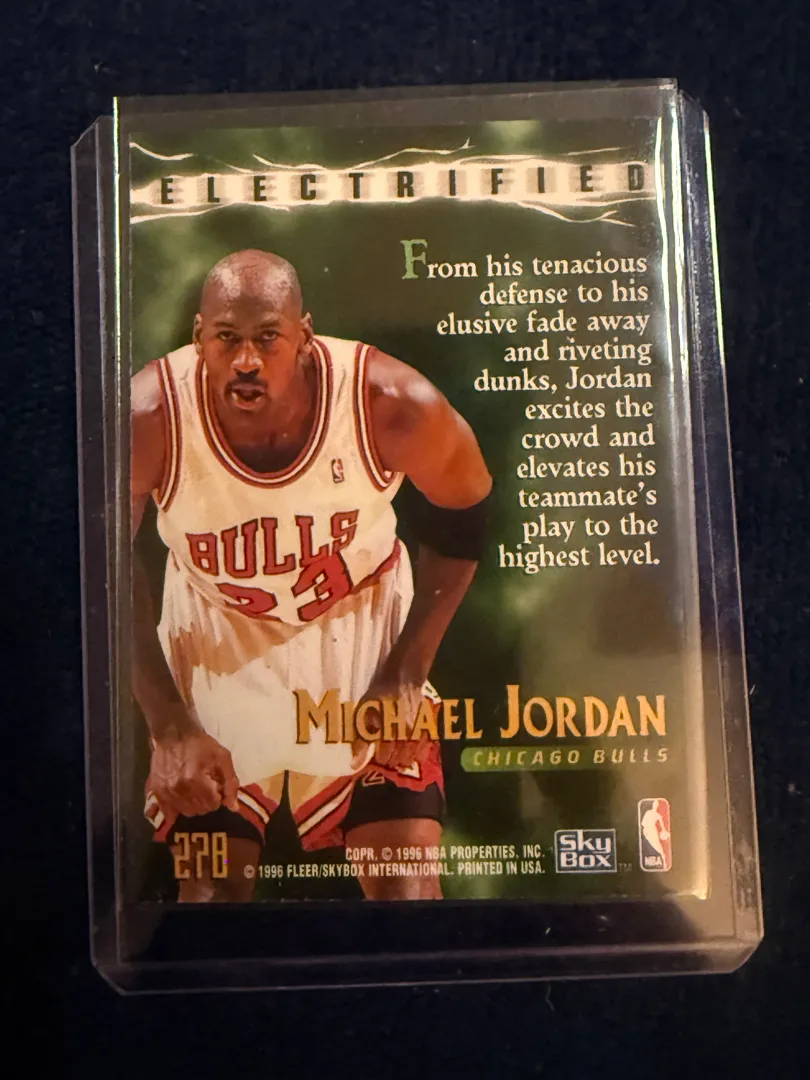 ELECTRIFIED
From his tenacious
defense to his
elusive fade away
and riveting
dunks, Jordan
excites the
crowd and
elevates his
teammate's
play to the
highest level.
BULLS
23
MICHAEL JORDAN
CHICAGO BULLS
278
COPR. © 1996 NBA PROPERTIES, INC.
© 1996 FLEER/SKYBOX INTERNATIONAL. PRINTED IN USA.
SkyBox™
NBA